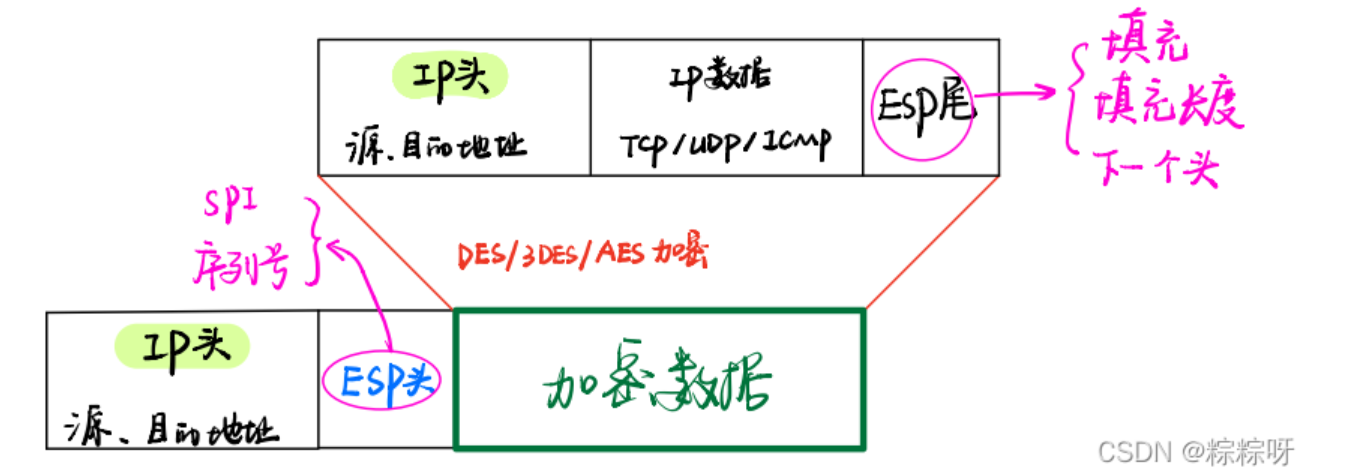 IP头
源、目的地址
IP数据
TCP/UDP/ICMP
ESP尾
填充
填充长度
下一个头
SPI
序列号
DES/3DES/AES加密
IP头
源、目的地址
ESP头
加密数据
CSDN @粽粽呀